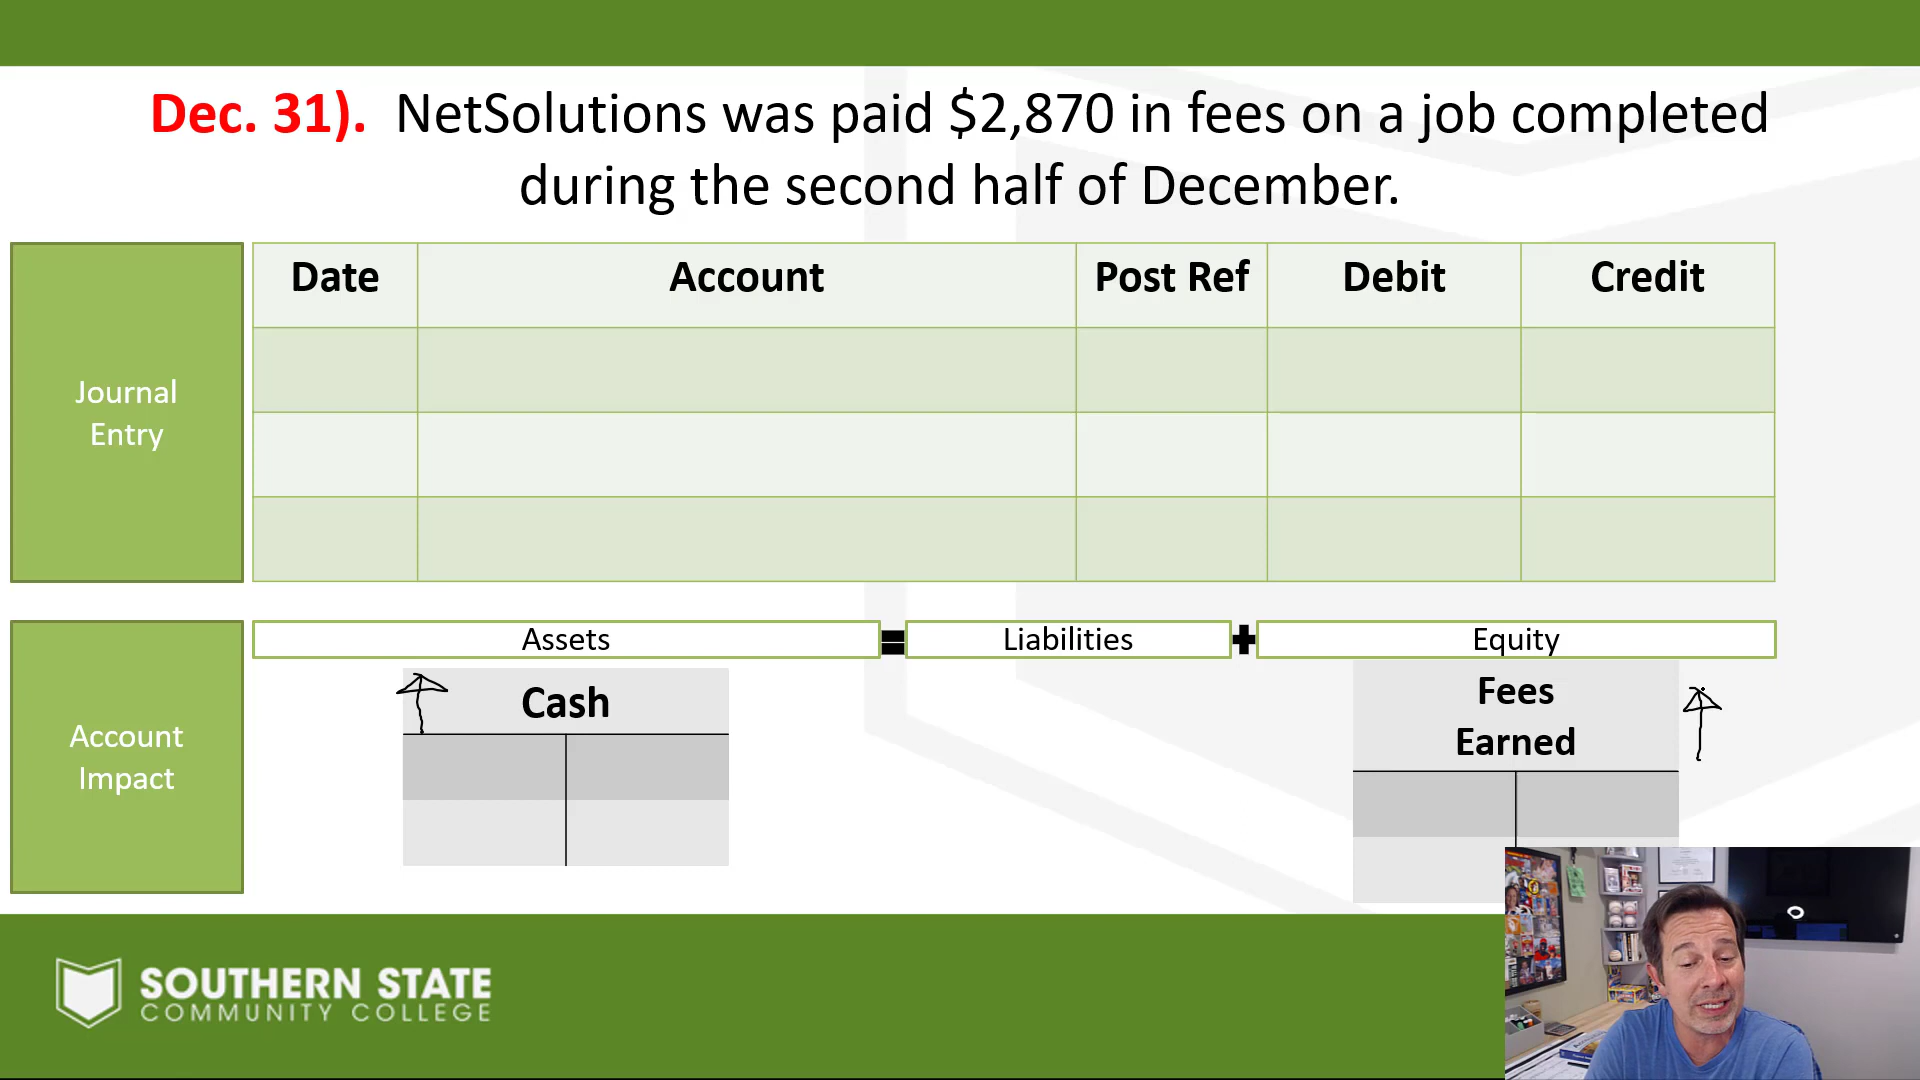 Dec. 31). NetSolutions was paid $2,870 in fees on a job completed
during the second half of December.
Date Account Post Ref Debit Credit
Journal
Entry
Assets = Liabilities + Equity
Account
Impact
Cash
Fees
Earned
SOUTHERN STATE
COMMUNITY COLLEGE